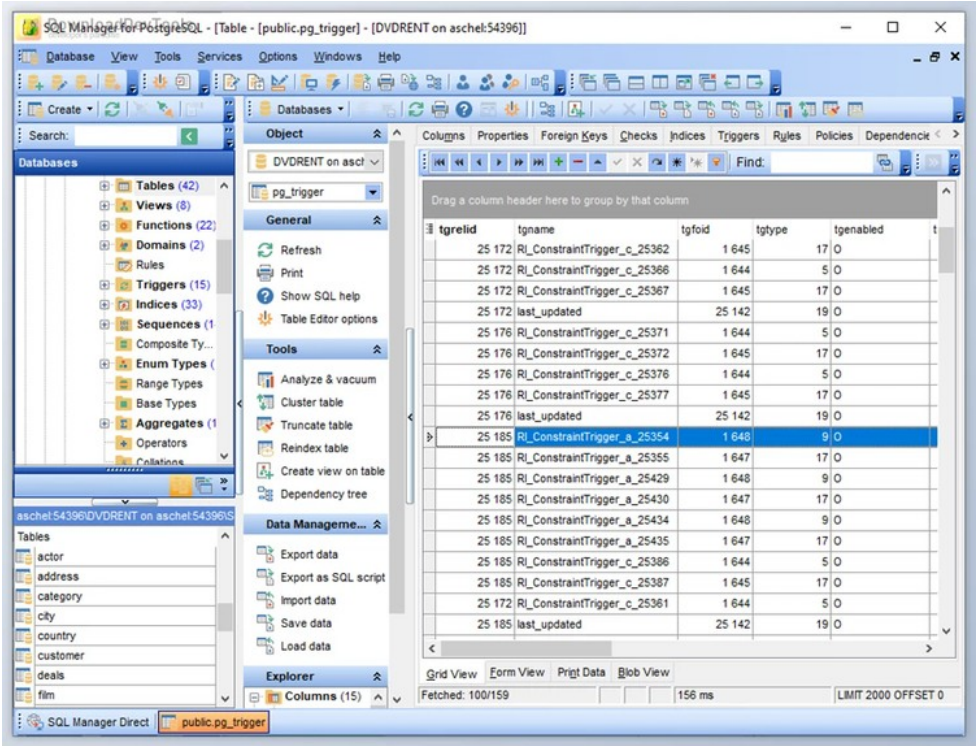 DownloadDevTools
SQL Manager for PostgreSQL - [Table - [public.pg_trigger] - [DVDRENT on aschel:54396]]
Database View Tools Services Options Windows Help
Create
Databases
Search:
Databases
Tables (42)
Views (8)
Functions (22)
Domains (2)
Rules
Triggers (15)
Indices (33)
Sequences (1
Composite Ty...
Enum Types (
Range Types
Base Types
Aggregates (1
Operators
Collations
aschel:54396\DVDRENT on aschel:54396\S
Tables
actor
address
category
city
country
customer
deals
film
Object
DVDRENT on asch
pg_trigger
General
Refresh
Print
Show SQL help
Table Editor options
Tools
Analyze & vacuum
Cluster table
Truncate table
Reindex table
Create view on table
Dependency tree
Data Manageme...
Export data
Export as SQL script
Import data
Save data
Load data
Explorer
Columns (15)
Columns Properties Foreign Keys Checks Indices Triggers Rules Policies Dependencie
Find:
Drag a column header here to group by that column
tgrelid tgname tgfoid tgtype tgenabled t
25 172 RI_ConstraintTrigger_c_25362 1 645 17 O
25 172 RI_ConstraintTrigger_c_25366 1 644 5 O
25 172 RI_ConstraintTrigger_c_25367 1 645 17 O
25 172 last_updated 25 142 19 O
25 176 RI_ConstraintTrigger_c_25371 1 644 5 O
25 176 RI_ConstraintTrigger_c_25372 1 645 17 O
25 176 RI_ConstraintTrigger_c_25376 1 644 5 O
25 176 RI_ConstraintTrigger_c_25377 1 645 17 O
25 176 last_updated 25 142 19 O
25 185 RI_ConstraintTrigger_a_25354 1 648 9 O
25 185 RI_ConstraintTrigger_a_25355 1 647 17 O
25 185 RI_ConstraintTrigger_a_25429 1 648 9 O
25 185 RI_ConstraintTrigger_a_25430 1 647 17 O
25 185 RI_ConstraintTrigger_a_25434 1 648 9 O
25 185 RI_ConstraintTrigger_a_25435 1 647 17 O
25 185 RI_ConstraintTrigger_c_25386 1 644 5 O
25 185 RI_ConstraintTrigger_c_25387 1 645 17 O
25 172 RI_ConstraintTrigger_c_25361 1 644 5 O
25 185 last_updated 25 142 19 O
Grid View Form View Print Data Blob View
Fetched: 100/159 156 ms LIMIT 2000 OFFSET 0
SQL Manager Direct public.pg_trigger